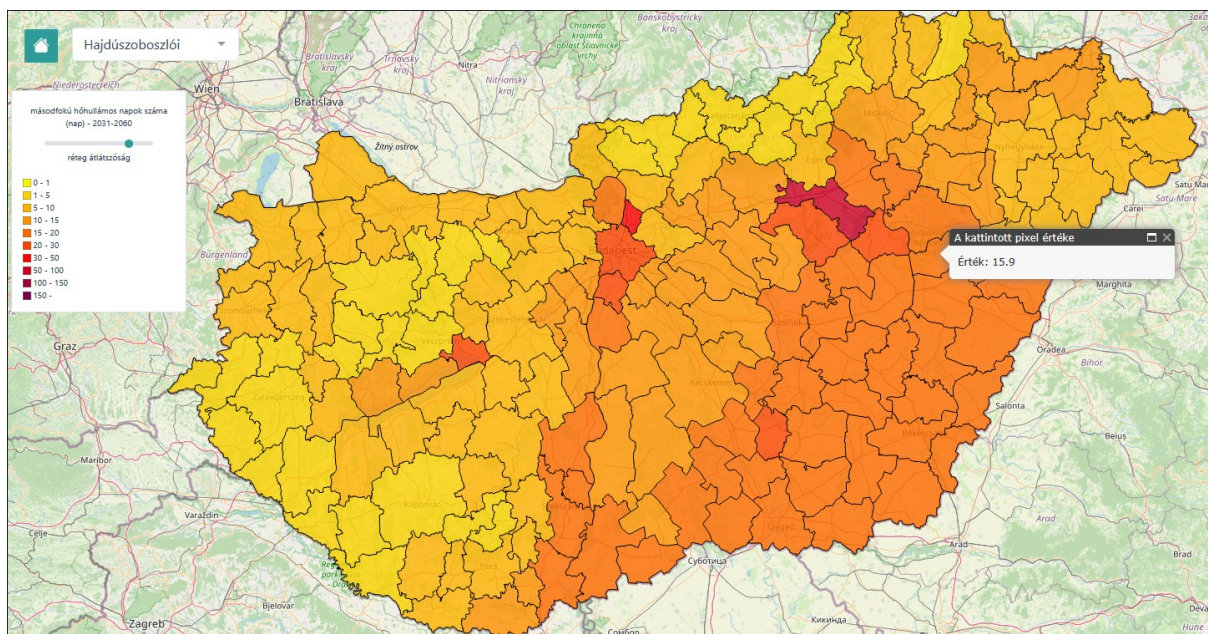 Hajdúszoboszlói
másodfokú hőhullámos napok száma
(nap) - 2031-2060
réteg átlátszóság
0 - 1
1 - 5
5 - 10
10 - 15
15 - 20
20 - 30
30 - 50
50 - 100
100 - 150
150 -
A kattintott pixel értéke
Érték: 15.9
Banskobystrický
kraj
Chránená
krajinná
oblasť Štiavnické
vrchy
Bratislavský
kraj
Trnavský
kraj
Nitra
Nitriansky
kraj
Niederösterreich
Wien
Bratislava
Žitný ostrov
Burgenland
Graz
Maribor
Varaždin
Celje
Zagreb
Bjelovar
Szombathely
Zalaegerszeg
Veszprém
Székesfehérvár
Budapest
Kaposvár
Pécs
Szekszárd
Kecskemét
Szolnok
Szeged
Békéscsaba
Eger
Miskolc
Nyíregyháza
Salgótarján
Satu Mare
Carei
Marghita
Oradea
Bihor
Salonta
Beiuș
Arad
Arad
Brad
Deva
Суботица
Сомбор
Кикинда